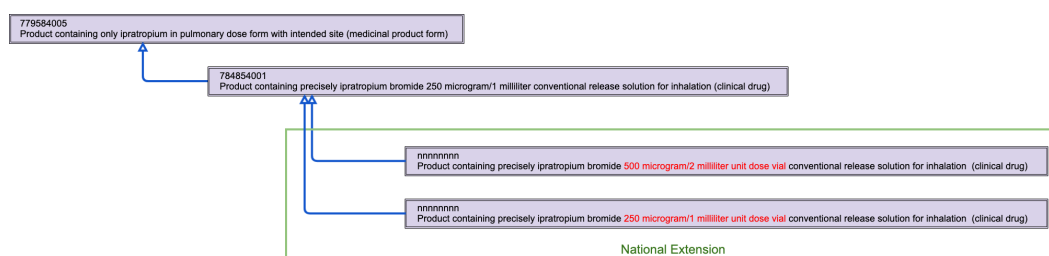 779584005
Product containing only ipratropium in pulmonary dose form with intended site (medicinal product form)
784854001
Product containing precisely ipratropium bromide 250 microgram/1 milliliter conventional release solution for inhalation (clinical drug)
nnnnnnnn
Product containing precisely ipratropium bromide 500 microgram/2 milliliter unit dose vial conventional release solution for inhalation (clinical drug)
nnnnnnnn
Product containing precisely ipratropium bromide 250 microgram/1 milliliter unit dose vial conventional release solution for inhalation (clinical drug)
National Extension